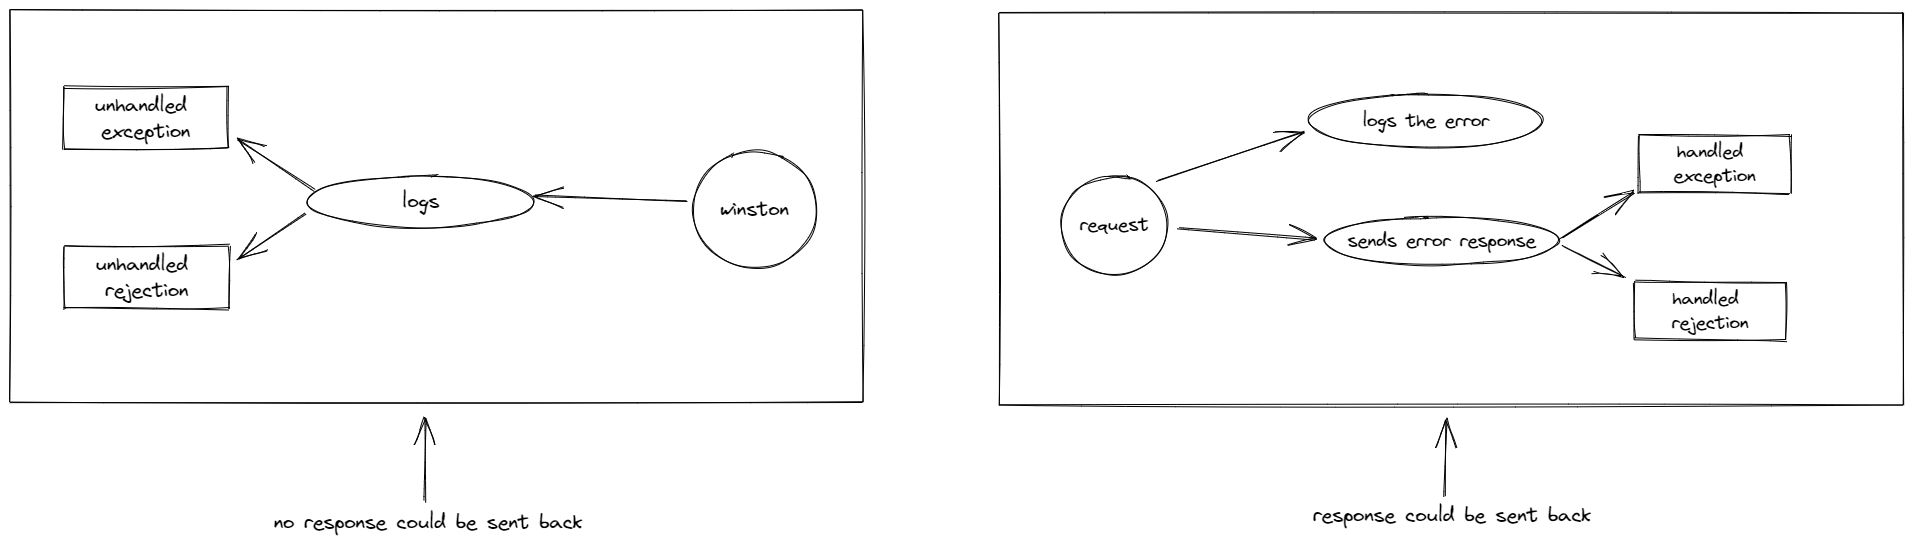 unhandled
exception
logs
winston
unhandled
rejection
no response could be sent back
logs the error
handled
exception
request
sends error response
handled
rejection
response could be sent back